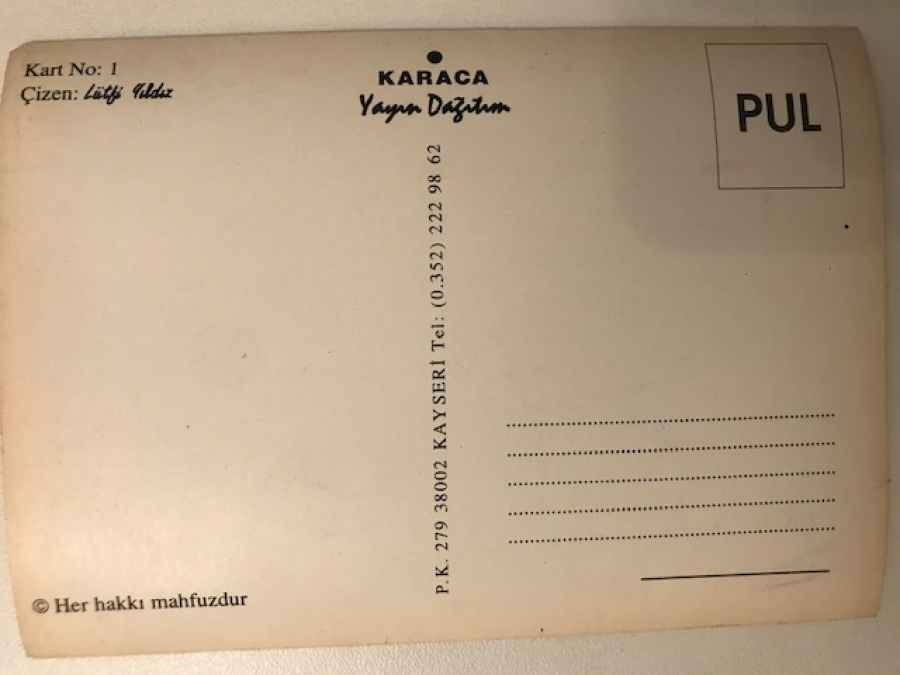 Kart No: 1
Çizen: Lütfi Yıldız
KARACA
Yayın Dağıtım
PUL
P.K. 279 38002 KAYSERİ Tel: (0.352) 222 98 62
© Her hakkı mahfuzdur